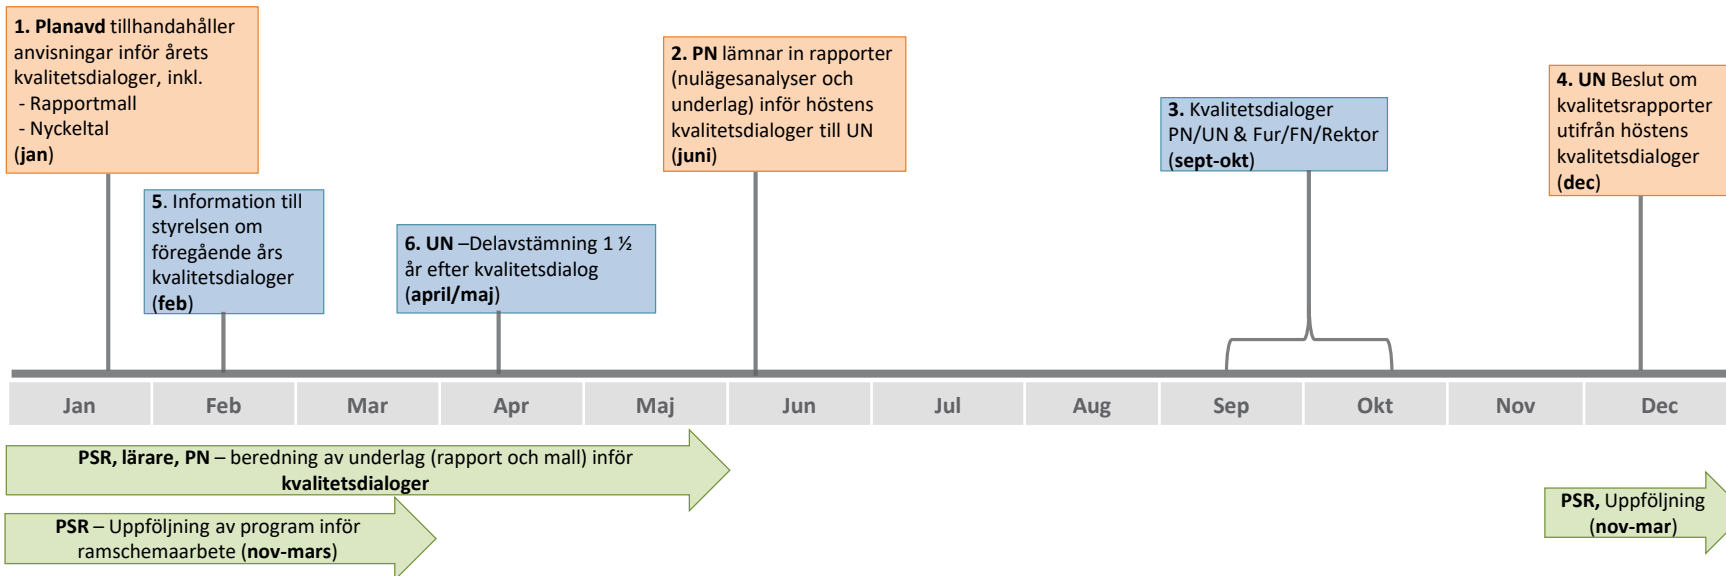 1. Planavd tillhandahåller
anvisningar inför årets
kvalitetsdialoger, inkl.
- Rapportmall
- Nyckeltal
(jan)
2. PN lämnar in rapporter
(nulägesanalyser och
underlag) inför höstens
kvalitetsdialoger till UN
(juni)
3. Kvalitetsdialoger
PN/UN & Fur/FN/Rektor
(sept-okt)
4. UN Beslut om
kvalitetsrapporter
utifrån höstens
kvalitetsdialoger
(dec)
5. Information till
styrelsen om
föregående års
kvalitetsdialoger
(feb)
6. UN –Delavstämning 1 ½
år efter kvalitetsdialog
(april/maj)
Jan Feb Mar Apr Maj Jun Jul Aug Sep Okt Nov Dec
PSR, lärare, PN – beredning av underlag (rapport och mall) inför
kvalitetsdialoger
PSR – Uppföljning av program inför
ramschemaarbete (nov-mars)
PSR, Uppföljning
(nov-mar)